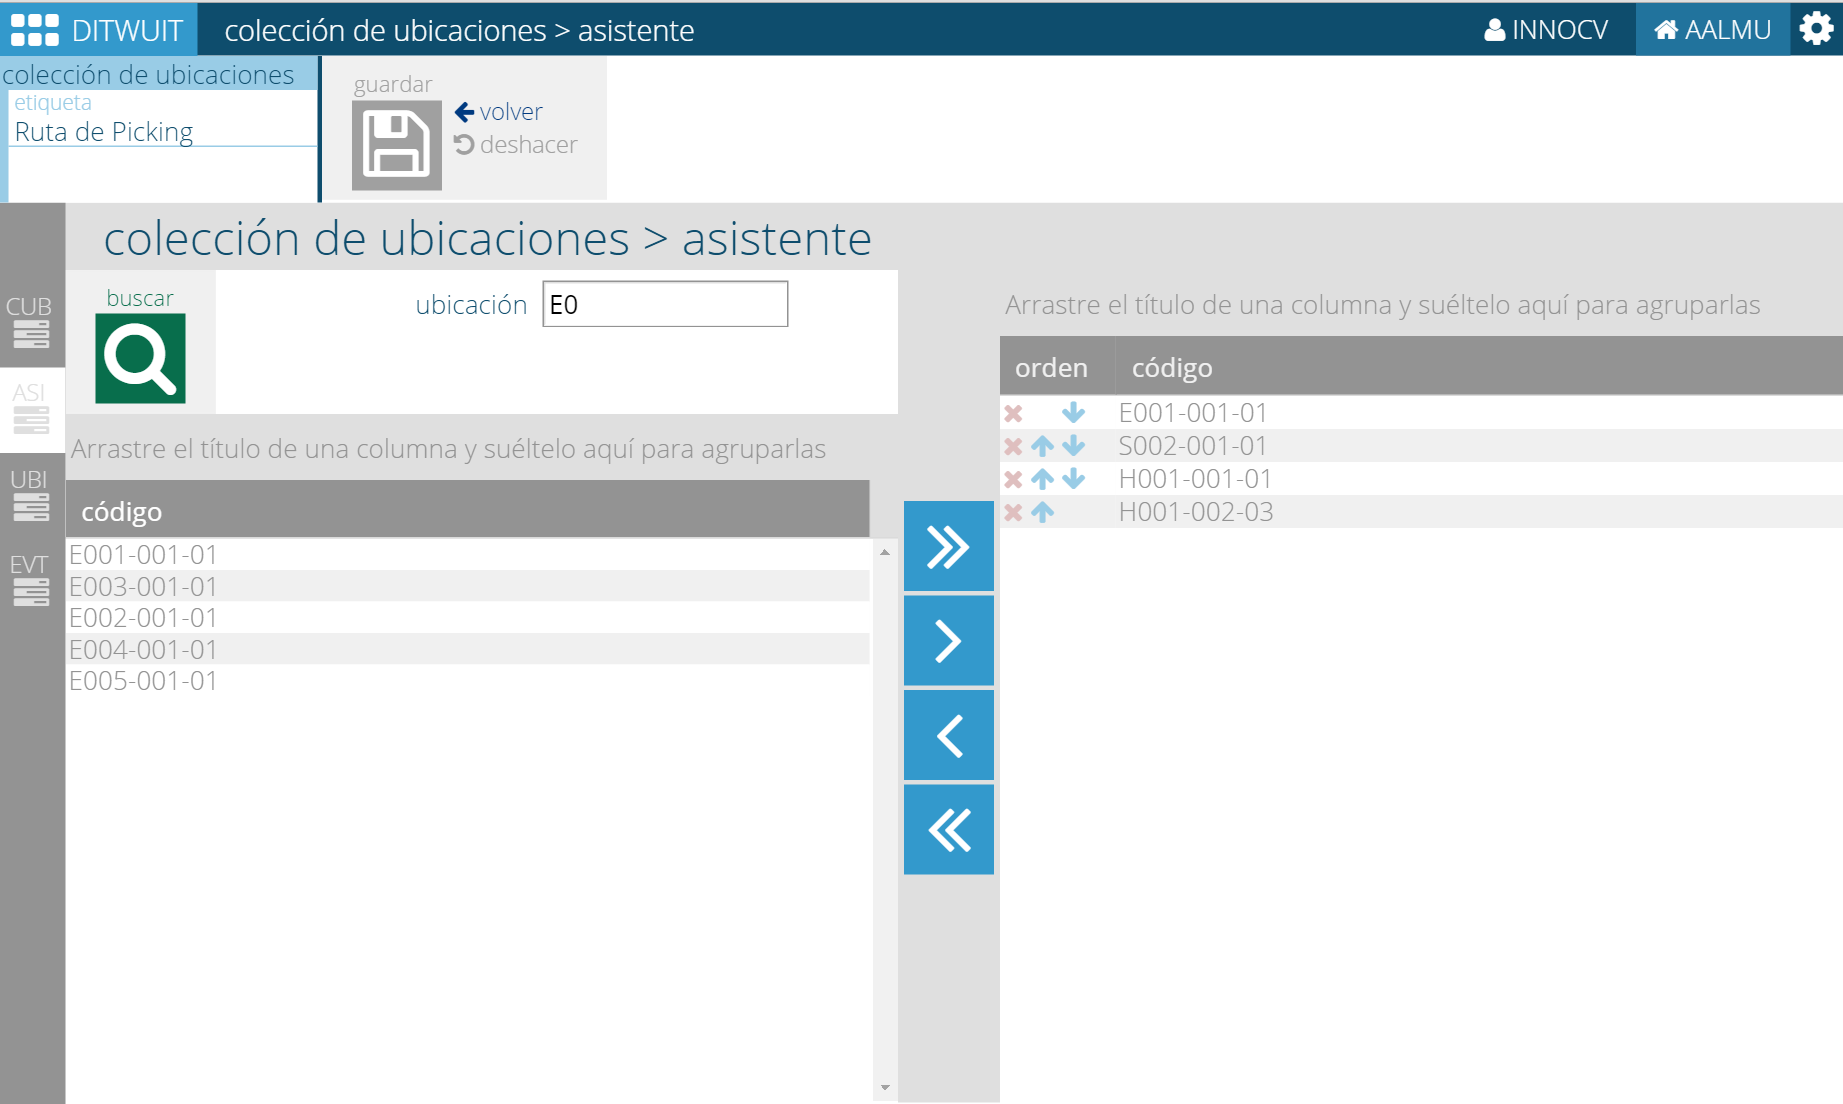 DITWUIT
colección de ubicaciones > asistente
INNOCV
AALMU
colección de ubicaciones
etiqueta
Ruta de Picking
guardar
volver
deshacer
colección de ubicaciones > asistente
CUB
ASI
UBI
EVT
buscar
ubicación
E0
Arrastre el título de una columna y suéltelo aquí para agruparlas
código
E001-001-01
E003-001-01
E002-001-01
E004-001-01
E005-001-01
Arrastre el título de una columna y suéltelo aquí para agruparlas
orden código
E001-001-01
S002-001-01
H001-001-01
H001-002-03